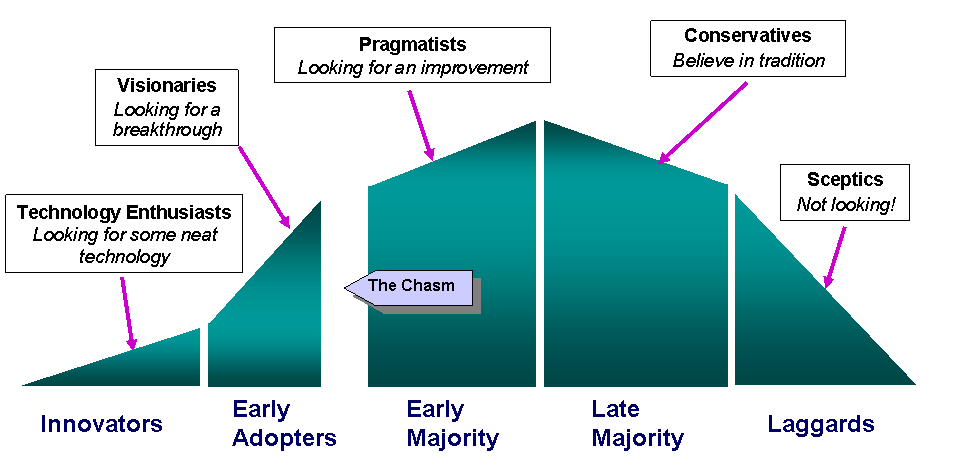 Conservatives
Believe in tradition
Pragmatists
Looking for an improvement
Visionaries
Looking for a
breakthrough
Sceptics
Not looking!
Technology Enthusiasts
Looking for some neat
technology
The Chasm
Innovators
Early
Adopters
Early
Majority
Late
Majority
Laggards